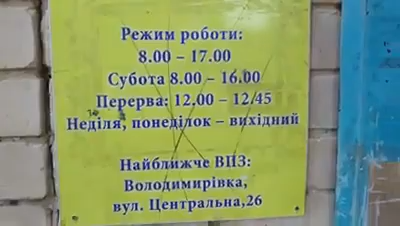 Режим роботи:
8.00 – 17.00
Субота 8.00 – 16.00
Перерва: 12.00 – 12/45
Неділя, понеділок – вихідний
Найближче ВПЗ:
Володимирівка,
вул. Центральна,26